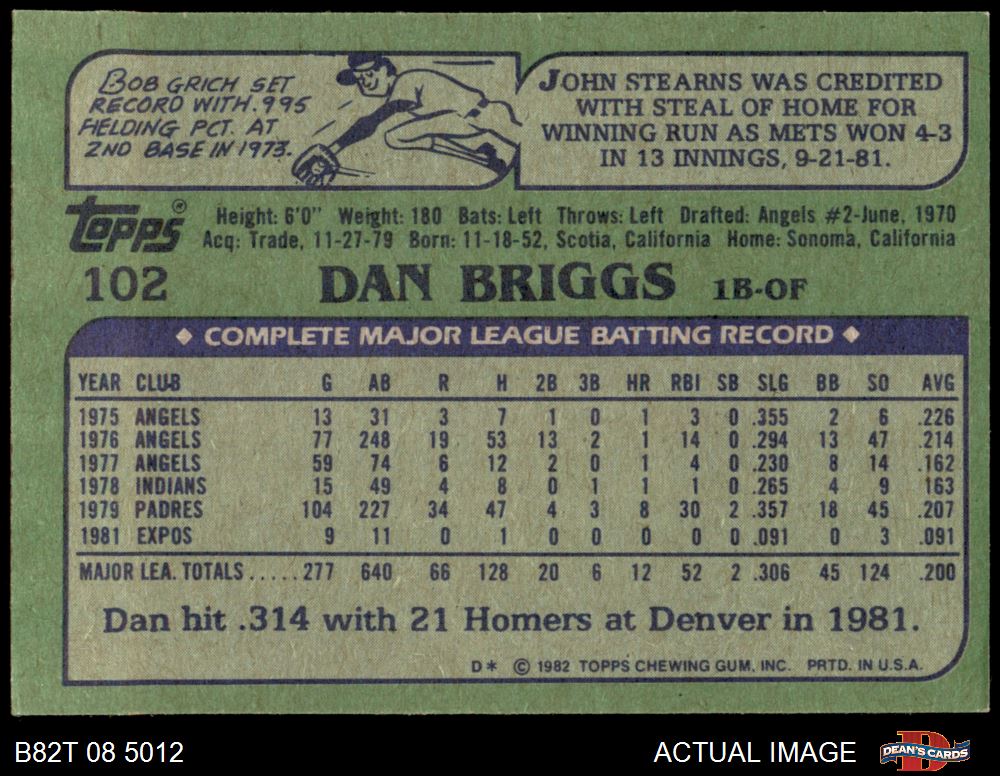 BOB GRICH SET
RECORD WITH .995
FIELDING PCT. AT
2ND BASE IN 1973.
JOHN STEARNS WAS CREDITED
WITH STEAL OF HOME FOR
WINNING RUN AS METS WON 4-3
IN 13 INNINGS, 9-21-81.
topps®
Height: 6'0" Weight: 180 Bats: Left Throws: Left Drafted: Angels #2-June, 1970
Acq: Trade, 11-27-79 Born: 11-18-52, Scotia, California Home: Sonoma, California
102 DAN BRIGGS 1B-OF
◆ COMPLETE MAJOR LEAGUE BATTING RECORD ◆
YEAR CLUB G AB R H 2B 3B HR RBI SB SLG BB SO AVG
1975 ANGELS 13 31 3 7 1 0 1 3 0 .355 2 6 .226
1976 ANGELS 77 248 19 53 13 2 1 14 0 .294 13 47 .214
1977 ANGELS 59 74 6 12 2 0 1 4 0 .230 8 14 .162
1978 INDIANS 15 49 4 8 0 1 1 1 0 .265 4 9 .163
1979 PADRES 104 227 34 47 4 3 8 30 2 .357 18 45 .207
1981 EXPOS 9 11 0 1 0 0 0 0 0 .091 0 3 .091
MAJOR LEA. TOTALS.....277 640 66 128 20 6 12 52 2 .306 45 124 .200
Dan hit .314 with 21 Homers at Denver in 1981.
D* © 1982 TOPPS CHEWING GUM, INC. PRTD. IN U.S.A.
B82T 08 5012
ACTUAL IMAGE
D
DEAN'S CARDS